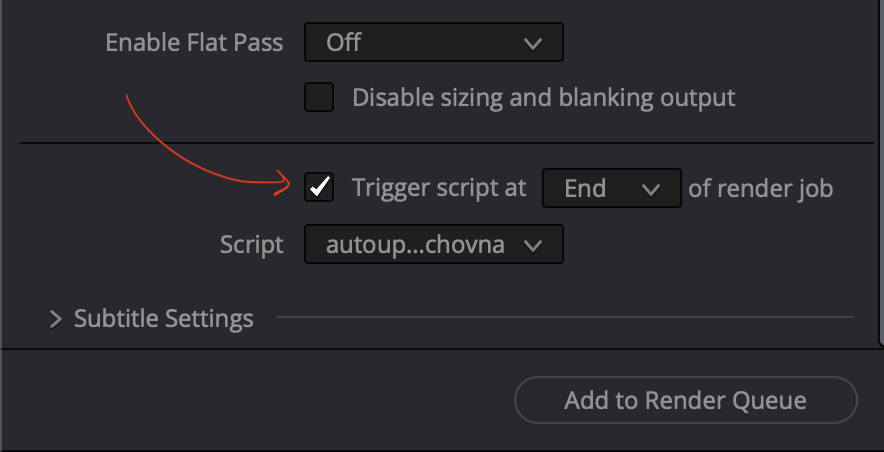 Enable Flat Pass Off
Disable sizing and blanking output
Trigger script at End of render job
Script autoup...chovna
Subtitle Settings
Add to Render Queue